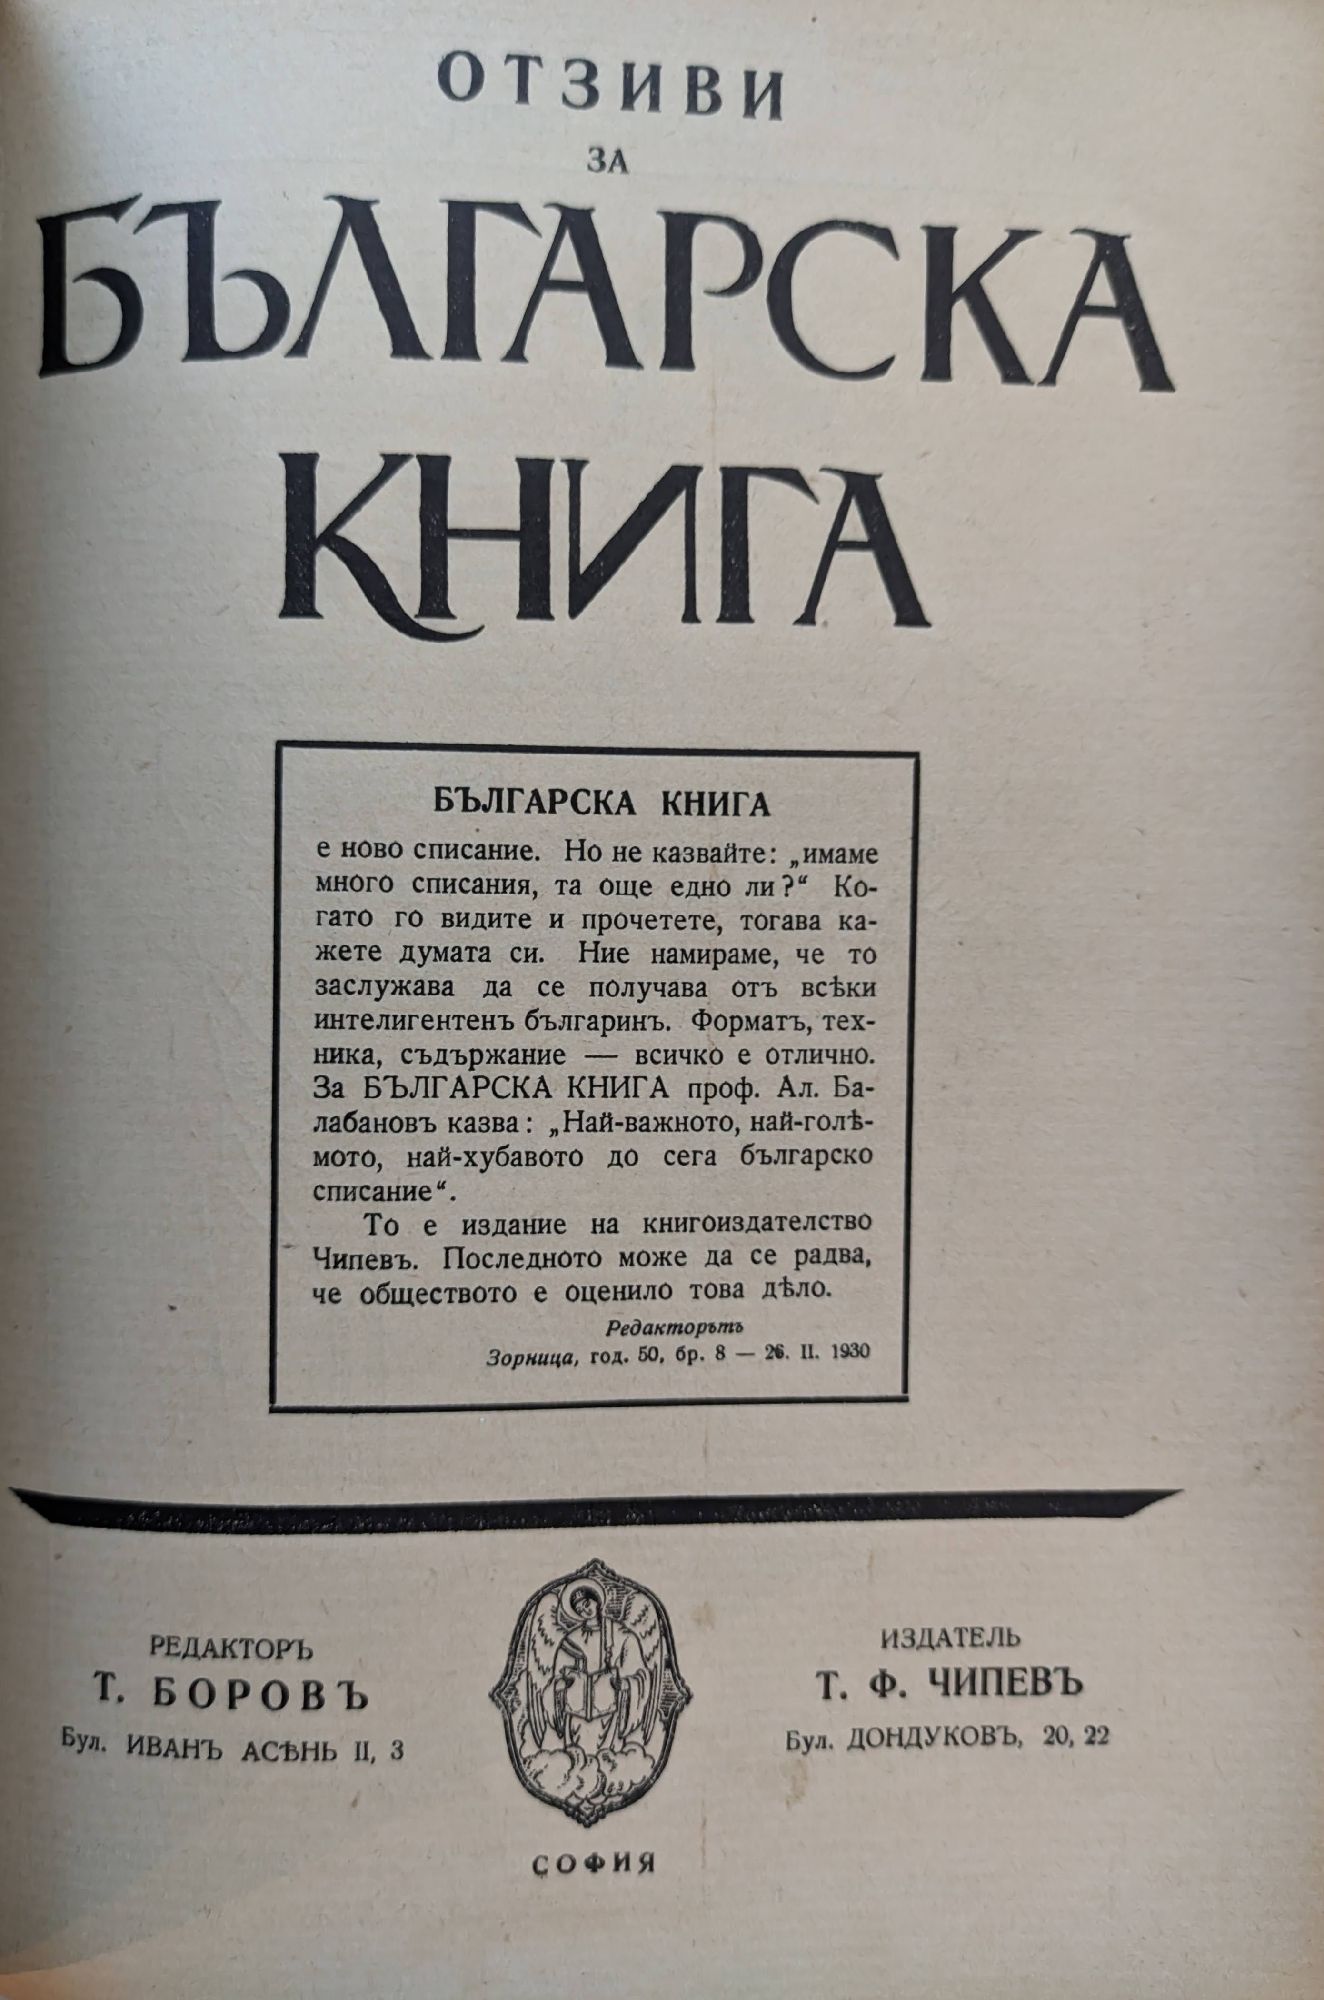 ОТЗИВИ
ЗА
БЪЛГАРСКА
КНИГА
БЪЛГАРСКА КНИГА
е ново списание. Но не казвайте: „имаме
много списания, та още едно ли?“ Ко-
гато го видите и прочетете, тогава ка-
жете думата си. Ние намираме, че то
заслужава да се получава отъ всѣки
интелигентенъ българинъ. Форматъ, тех-
ника, съдържание — всичко е отлично.
За БЪЛГАРСКА КНИГА проф. Ал. Ба-
лабановъ казва: „Най-важното, най-голѣ-
мото, най-хубавото до сега българско
списание“.
То е издание на книгоиздателство
Чипевъ. Последното може да се радва,
че обществото е оценило това дѣло.
Редакторътъ
Зорница, год. 50, бр. 8 — 26. II. 1930
РЕДАКТОРЪ
Т. БОРОВЪ
Бул. ИВАНЪ АСѢНЬ II, 3
ИЗДАТЕЛЬ
Т. Ф. ЧИПЕВЪ
Бул. ДОНДУКОВЪ, 20, 22
СОФИЯ